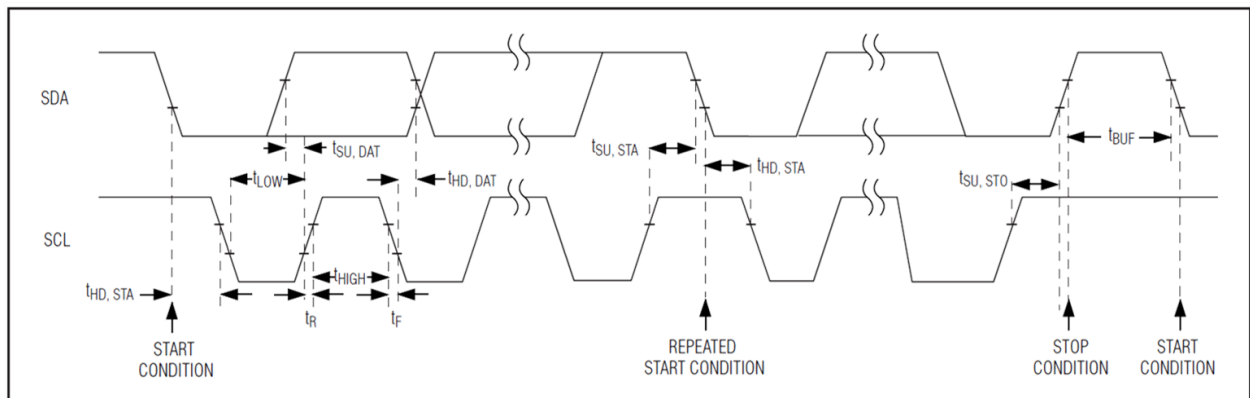 SDA
tSU, DAT
tLOW
tHD, DAT
tSU, STA
tHD, STA
tBUF
tSU, STO
SCL
tHD, STA
tHIGH
tR
tF
START
CONDITION
REPEATED
START CONDITION
STOP
CONDITION
START
CONDITION